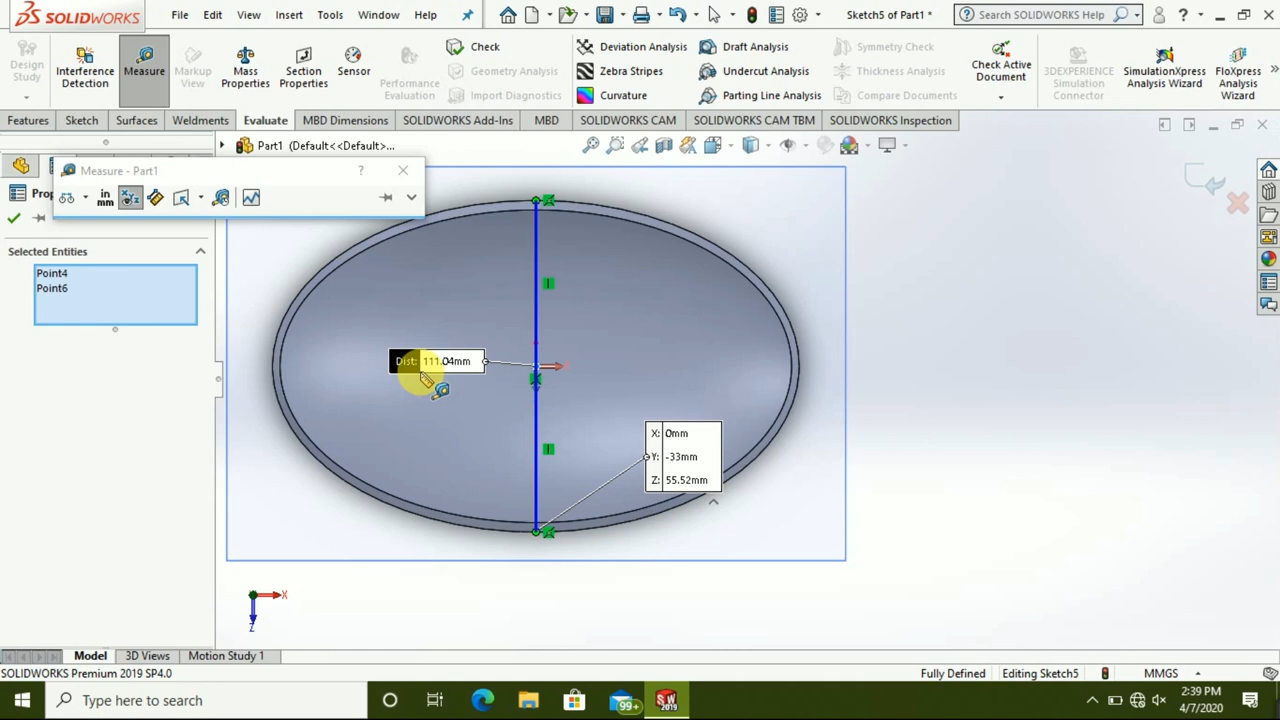 SOLIDWORKS
File Edit View Insert Tools Window Help
Sketch5 of Part1 *
Search SOLIDWORKS Help
?
Design Study
Interference Detection
Measure
Markup View
Mass Properties
Section Properties
Sensor
Performance Evaluation
Check
Geometry Analysis
Import Diagnostics
Deviation Analysis
Zebra Stripes
Curvature
Draft Analysis
Undercut Analysis
Parting Line Analysis
Symmetry Check
Thickness Analysis
Compare Documents
Check Active Document
3DEXPERIENCE Simulation Connector
SimulationXpress Analysis Wizard
FloXpress Analysis Wizard
Features Sketch Surfaces Weldments Evaluate MBD Dimensions SOLIDWORKS Add-Ins MBD SOLIDWORKS CAM SOLIDWORKS CAM TBM SOLIDWORKS Inspection
Part1 (Default<<Default>...
Measure - Part1
?
in
mm
Selected Entities
Point4
Point6
Dist: 111.04mm
X: 0mm
Y: -33mm
Z: 55.52mm
X
Z
Model 3D Views Motion Study 1
SOLIDWORKS Premium 2019 SP4.0
Fully Defined Editing Sketch5 MMGS
Type here to search
99+
SW
2019
2:39 PM
4/7/2020